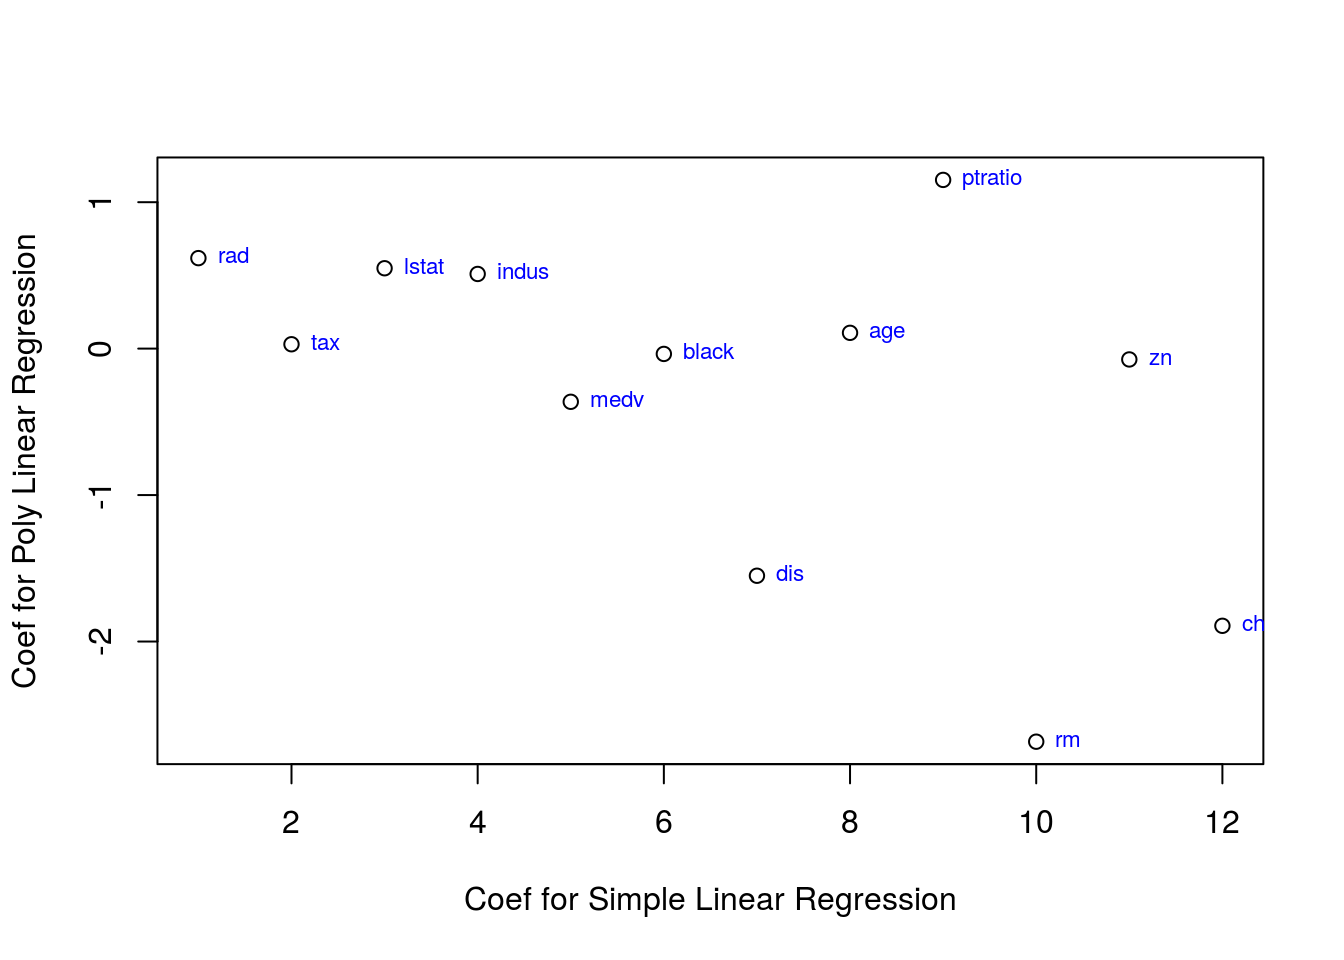 ptratio
1
rad
lstat
indus
tax
0
black
age
zn
medv
-1
dis
ch
-2
rm
2 4 6 8 10 12
Coef for Simple Linear Regression
Coef for Poly Linear Regression